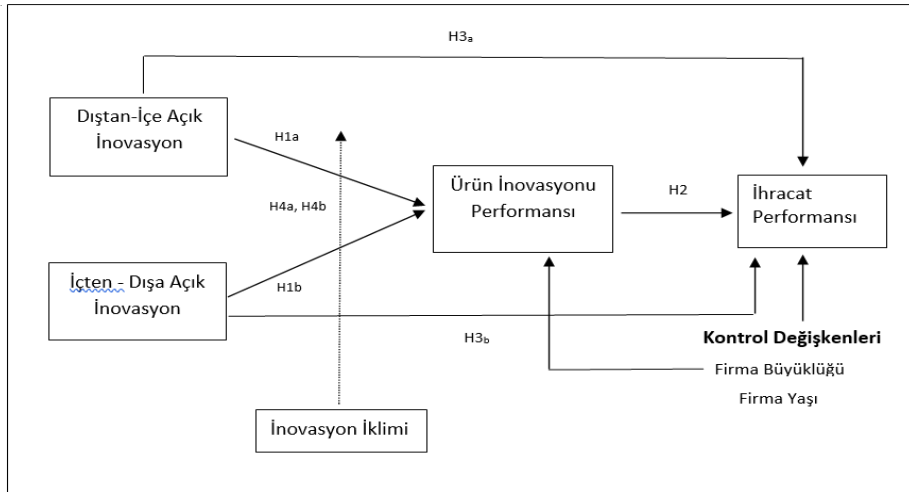 H3a
Dıştan-İçe Açık
İnovasyon
H1a
H4a, H4b
Ürün İnovasyonu
Performansı
H2
İhracat
Performansı
İçten - Dışa Açık
İnovasyon
H1b
H3b
Kontrol Değişkenleri
Firma Büyüklüğü
Firma Yaşı
İnovasyon İklimi